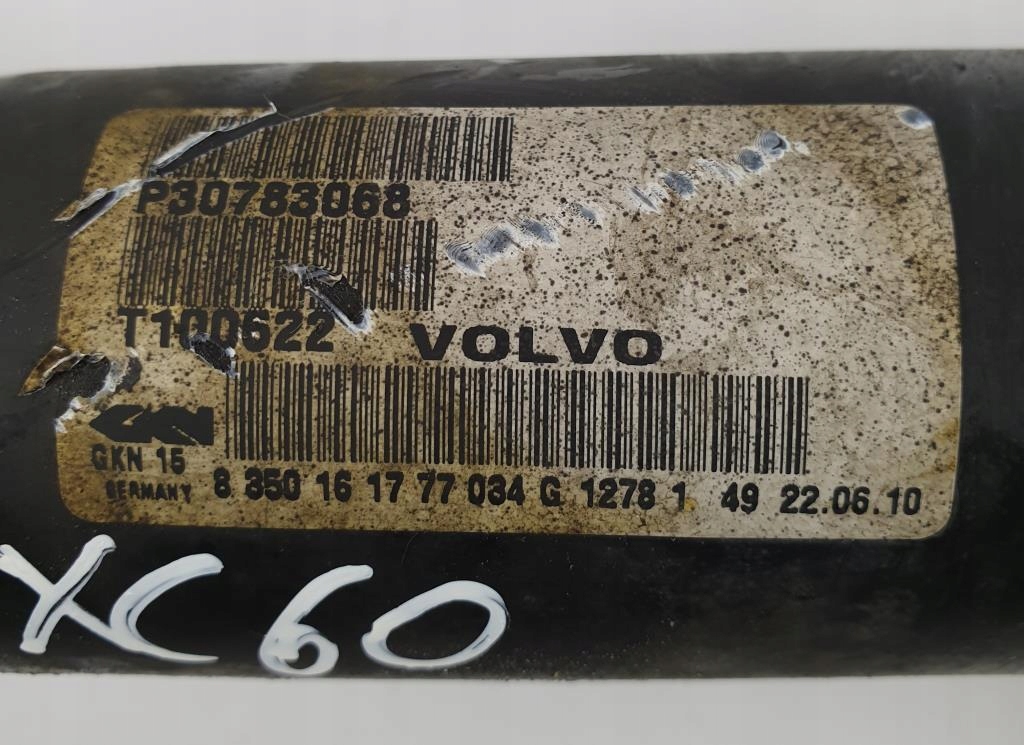 P30783068
T100622
VOLVO
GKN
GKN 15
GERMANY
8 350 16 17 77 034 G 1278 1 49 22.06.10
XC60